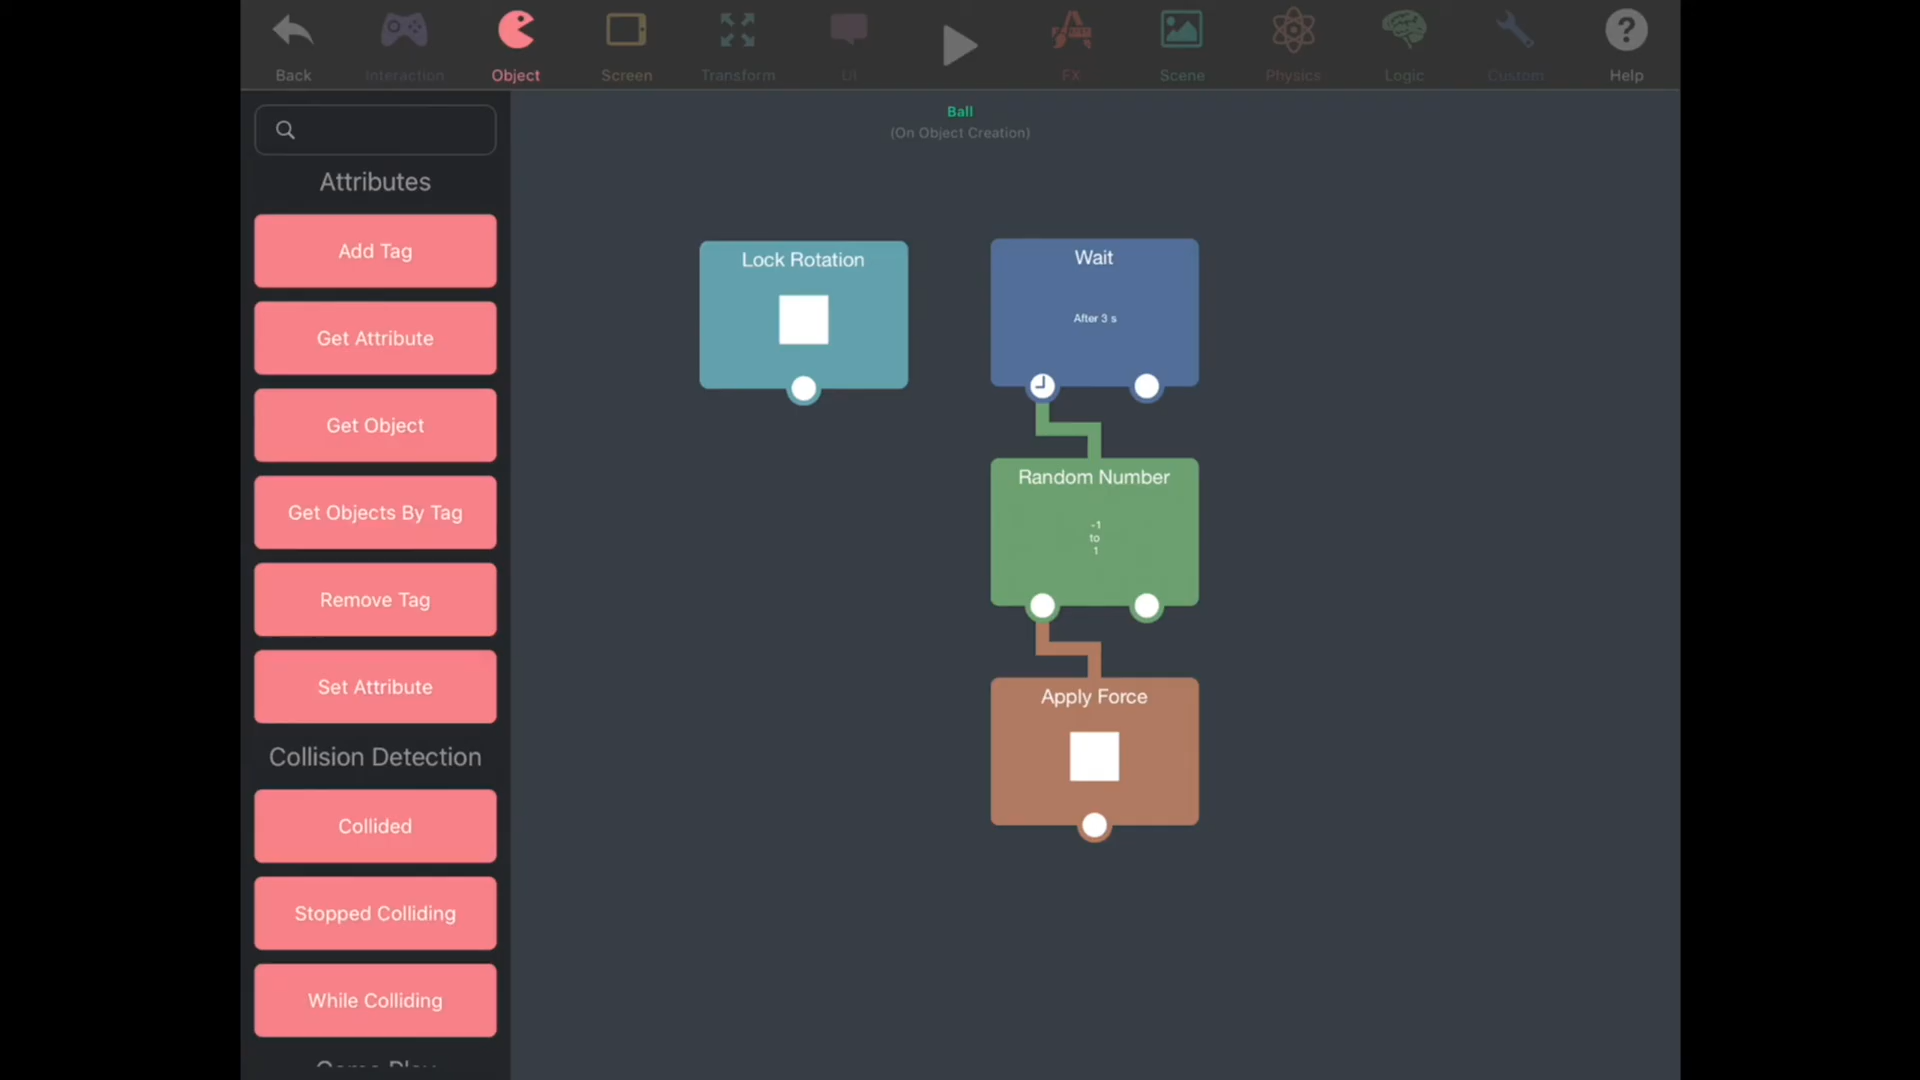 Back
Interaction
Object
Screen
Transform
UI
FX
Scene
Physics
Logic
Custom
?
Help
Ball
(On Object Creation)
Attributes
Add Tag
Get Attribute
Get Object
Get Objects By Tag
Remove Tag
Set Attribute
Collision Detection
Collided
Stopped Colliding
While Colliding
Game Play
Lock Rotation
Wait
After 3 s
Random Number
-1
to
1
Apply Force